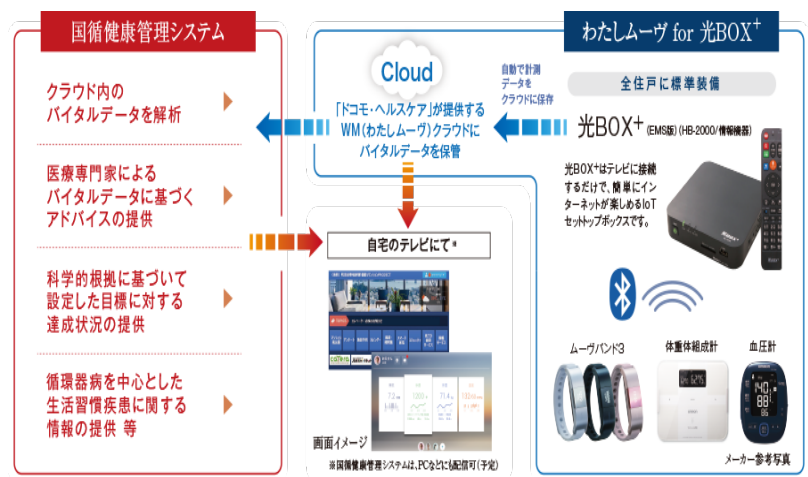 国循健康管理システム
クラウド内の
バイタルデータを解析
医療専門家による
バイタルデータに基づく
アドバイスの提供
科学的根拠に基づいて
設定した目標に対する
達成状況の提供
循環器病を中心とした
生活習慣疾患に関する
情報の提供 等
Cloud
「ドコモ・ヘルスケア」が提供する
WM(わたしムーヴ)クラウドに
バイタルデータを保管
自動で計測
データを
クラウドに保存
自宅のテレビにて※
画面イメージ
※国循健康管理システムは、PCなどにも配信可(予定)
わたしムーヴ for 光BOX+
全住戸に標準装備
光BOX+(EMS版)(HB-2000/情報機器)
光BOX+はテレビに接続
するだけで、簡単にイン
ターネットが楽しめるIoT
セットトップボックスです。
ムーヴバンド3
体重体組成計
血圧計
メーカー参考写真